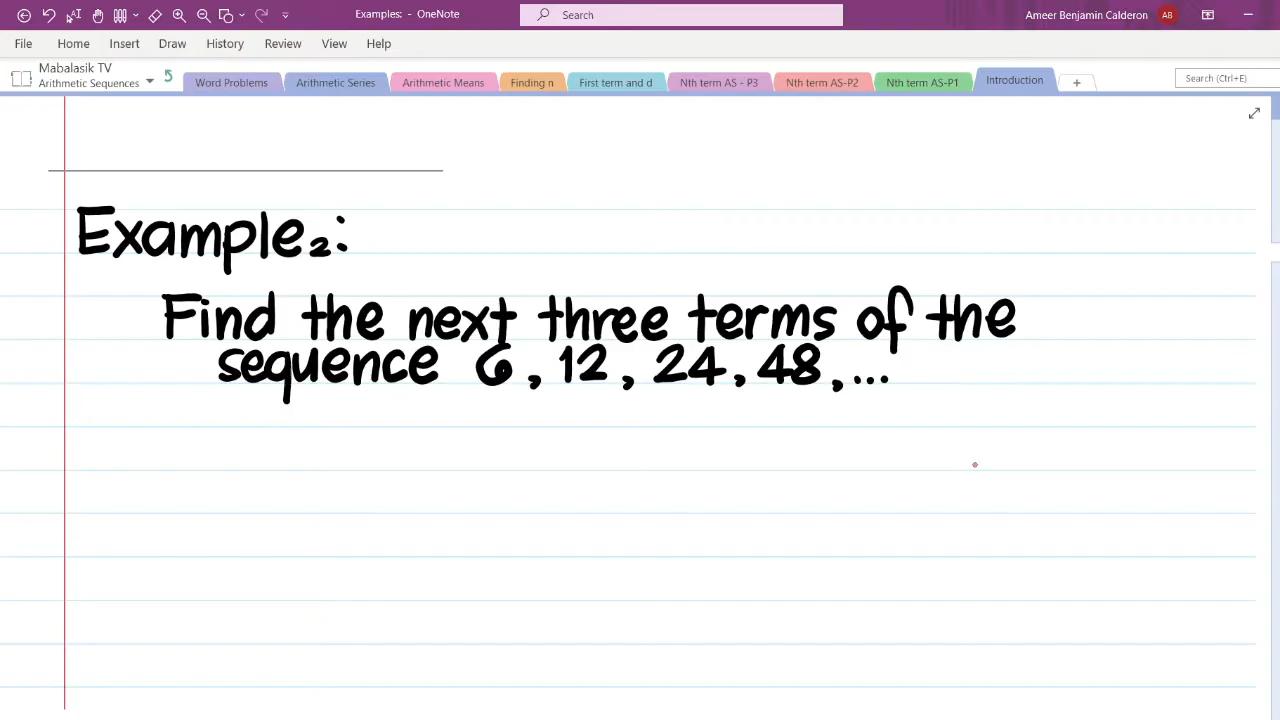 Examples: - OneNote
Search
Ameer Benjamin Calderon
AB
File Home Insert Draw History Review View Help
Mabalasik TV
Arithmetic Sequences
Word Problems
Arithmetic Series
Arithmetic Means
Finding n
First term and d
Nth term AS - P3
Nth term AS-P2
Nth term AS-P1
Introduction
+
Search (Ctrl+E)
Example₂:
Find the next three terms of the
sequence 6, 12, 24, 48, ...